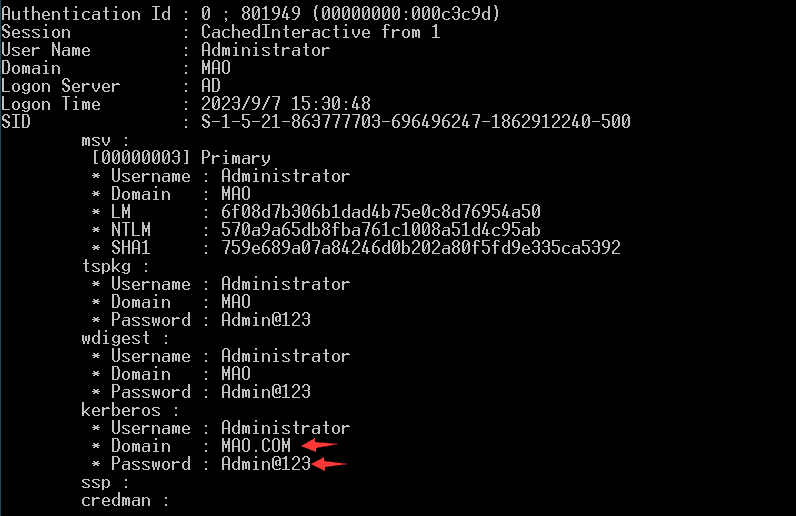 Authentication Id : 0 ; 801949 (00000000:000c3c9d)
Session           : CachedInteractive from 1
User Name         : Administrator
Domain            : MAO
Logon Server      : AD
Logon Time        : 2023/9/7 15:30:48
SID               : S-1-5-21-863777703-696496247-1862912240-500
        msv :
         [00000003] Primary
         * Username : Administrator
         * Domain   : MAO
         * LM       : 6f08d7b306b1dad4b75e0c8d76954a50
         * NTLM     : 570a9a65db8fba761c1008a51d4c95ab
         * SHA1     : 759e689a07a84246d0b202a80f5fd9e335ca5392
        tspkg :
         * Username : Administrator
         * Domain   : MAO
         * Password : Admin@123
        wdigest :
         * Username : Administrator
         * Domain   : MAO
         * Password : Admin@123
        kerberos :
         * Username : Administrator
         * Domain   : MAO.COM
         * Password : Admin@123
        ssp :
        credman :